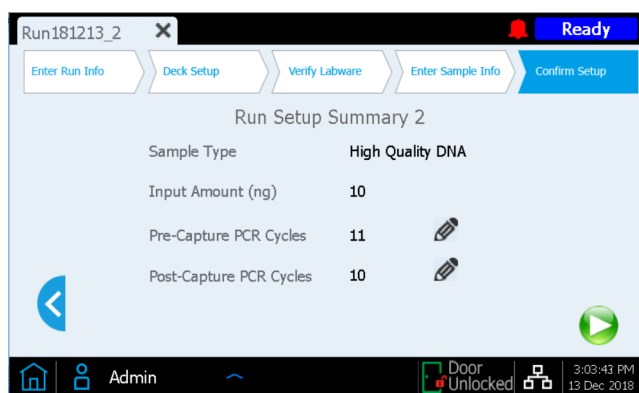 Run181213_2
Ready
Enter Run Info
Deck Setup
Verify Labware
Enter Sample Info
Confirm Setup
Run Setup Summary 2
Sample Type High Quality DNA
Input Amount (ng) 10
Pre-Capture PCR Cycles 11
Post-Capture PCR Cycles 10
Admin
Door
Unlocked
3:03:43 PM
13 Dec 2018